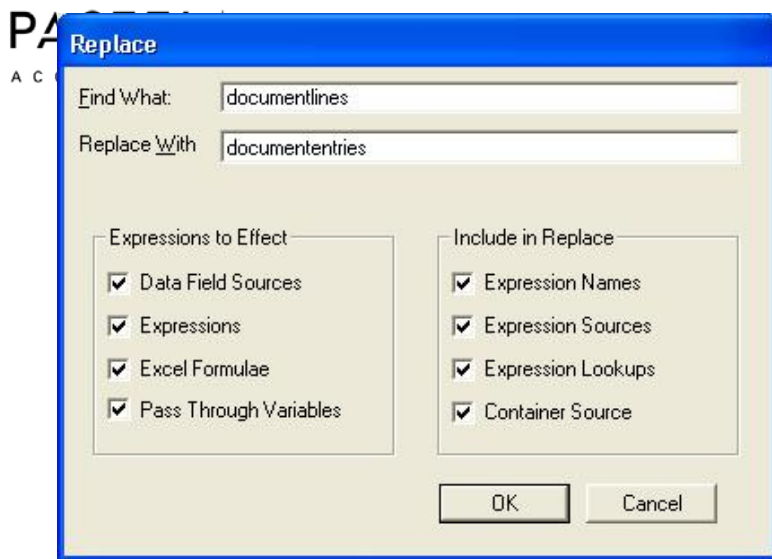 Replace
Find What: documentlines
Replace With documententries
Expressions to Effect
Data Field Sources
Expressions
Excel Formulae
Pass Through Variables
Include in Replace
Expression Names
Expression Sources
Expression Lookups
Container Source
OK Cancel